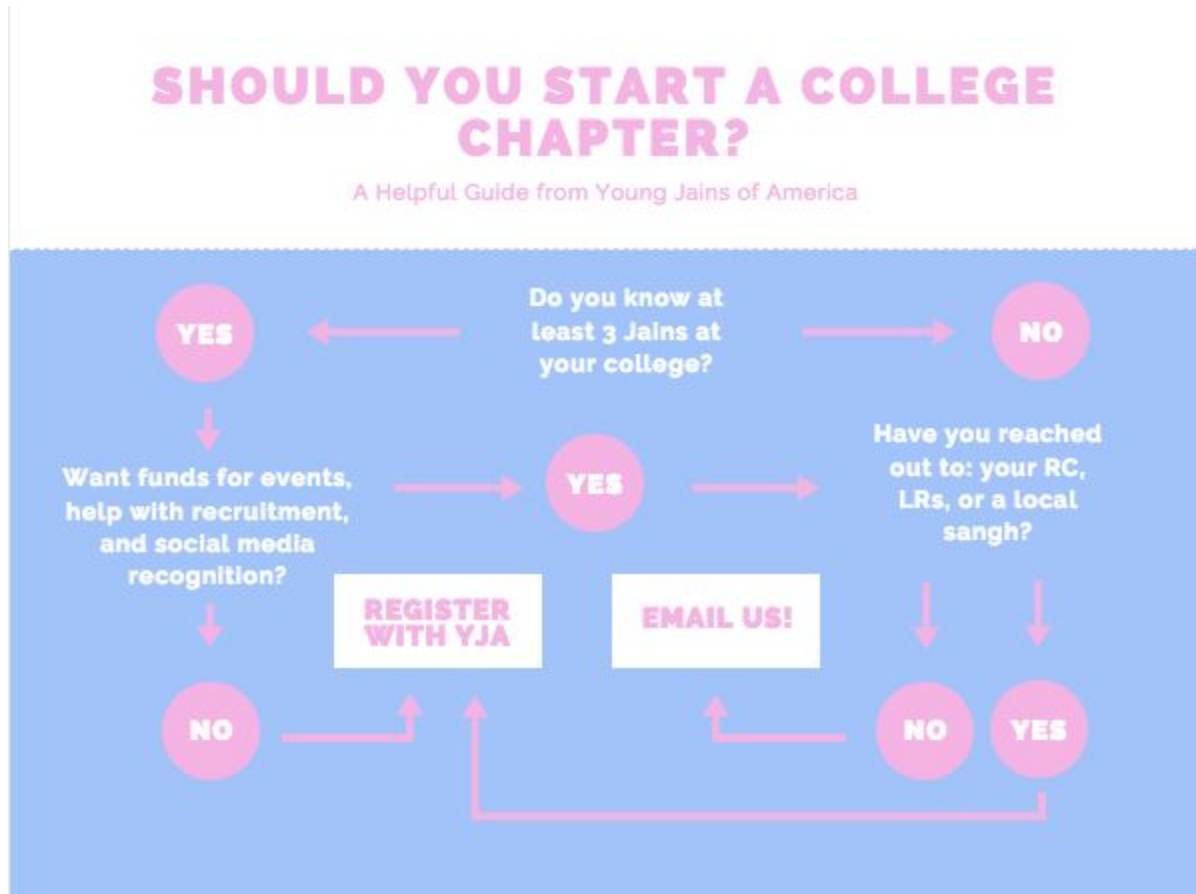 SHOULD YOU START A COLLEGE
CHAPTER?
A Helpful Guide from Young Jains of America
YES
Do you know at
least 3 Jains at
your college?
NO
Want funds for events,
help with recruitment,
and social media
recognition?
YES
Have you reached
out to: your RC,
LRs, or a local
sangh?
REGISTER
WITH YJA
EMAIL US!
NO
NO
YES